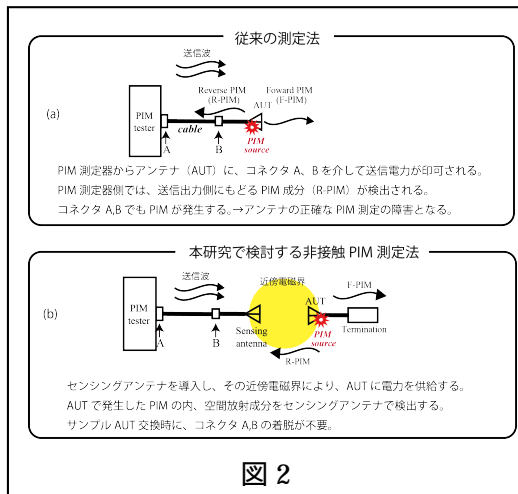 従来の測定法
送信波
Reverse PIM
(R-PIM)
Foward PIM
(F-PIM)
AUT
(a)
PIM
tester
cable
PIM
source
A
B
PIM 測定器からアンテナ（AUT）に、コネクタ A、B を介して送信電力が印可される。
PIM 測定器側では、送信出力側にもどる PIM 成分（R-PIM）が検出される。
コネクタ A,B でも PIM が発生する。→アンテナの正確な PIM 測定の障害となる。
本研究で検討する非接触 PIM 測定法
送信波
近傍電磁界
F-PIM
AUT
(b)
PIM
tester
A
B
Sensing
antenna
PIM
source
Termination
R-PIM
センシングアンテナを導入し、その近傍電磁界により、AUT に電力を供給する。
AUT で発生した PIM の内、空間放射成分をセンシングアンテナで検出する。
サンプル AUT 交換時に、コネクタ A,B の着脱が不要。
図 2